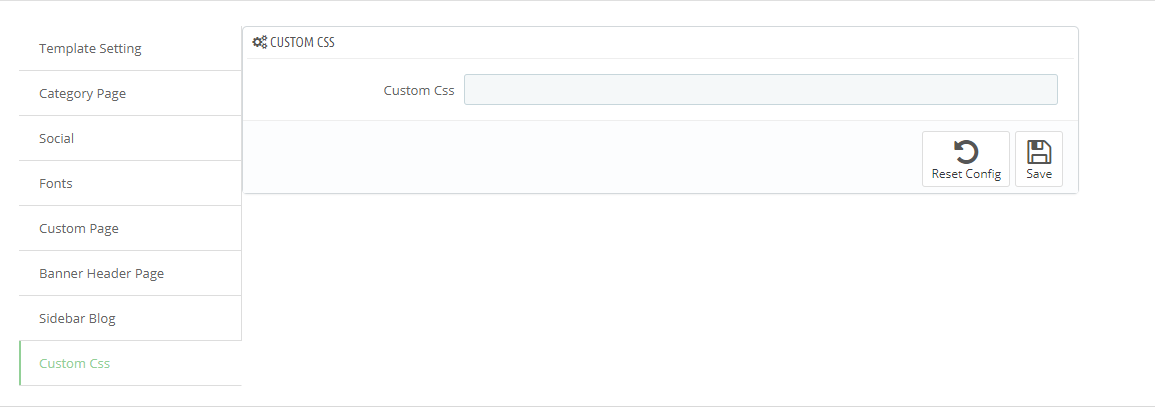 Template Setting
Category Page
Social
Fonts
Custom Page
Banner Header Page
Sidebar Blog
Custom Css
CUSTOM CSS
Custom Css
Reset Config
Save